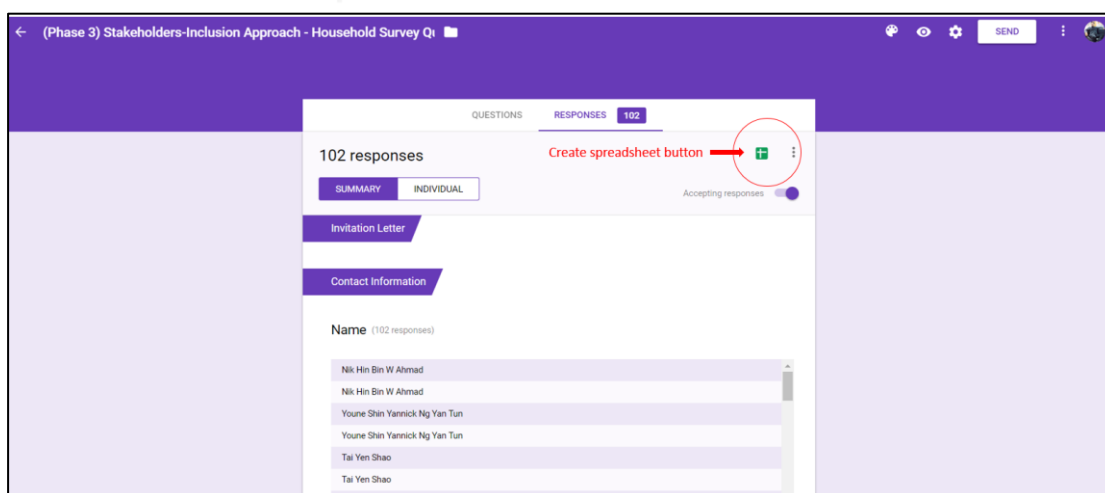 (Phase 3) Stakeholders-Inclusion Approach - Household Survey Qu
SEND
QUESTIONS RESPONSES 102
102 responses
Create spreadsheet button
SUMMARY INDIVIDUAL
Accepting responses
Invitation Letter
Contact Information
Name (102 responses)
Nik Hin Bin W Ahmad
Nik Hin Bin W Ahmad
Youne Shin Yannick Ng Yan Tun
Youne Shin Yannick Ng Yan Tun
Tai Yen Shao
Tai Yen Shao